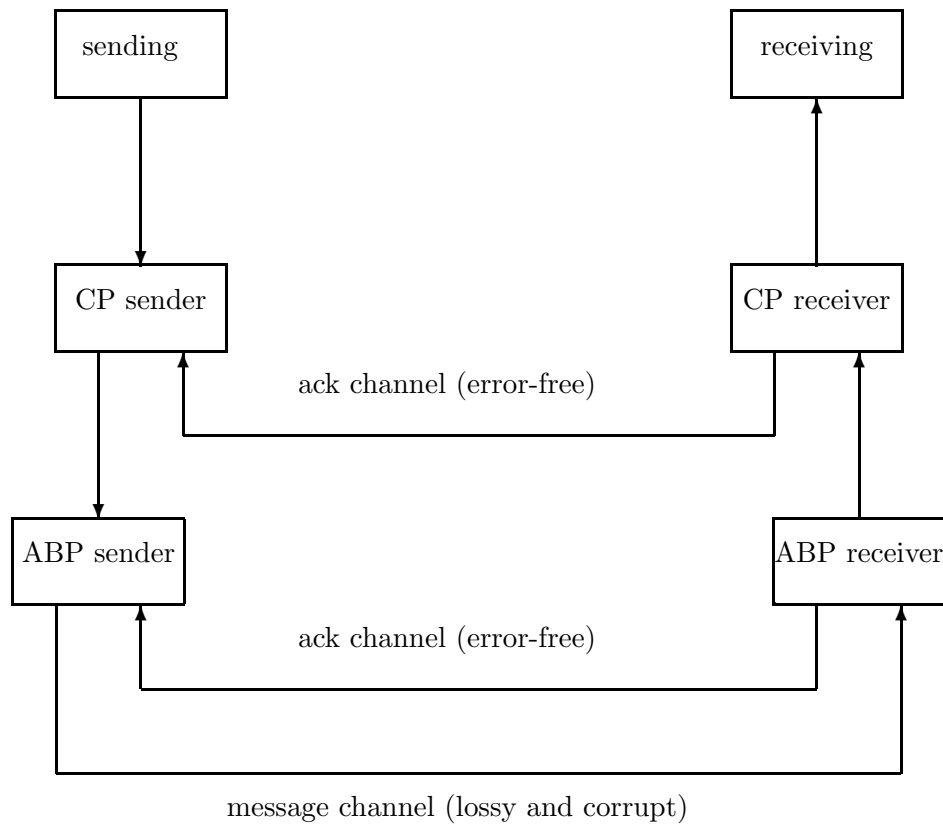 sending
receiving
CP sender
CP receiver
ack channel (error-free)
ABP sender
ABP receiver
ack channel (error-free)
message channel (lossy and corrupt)